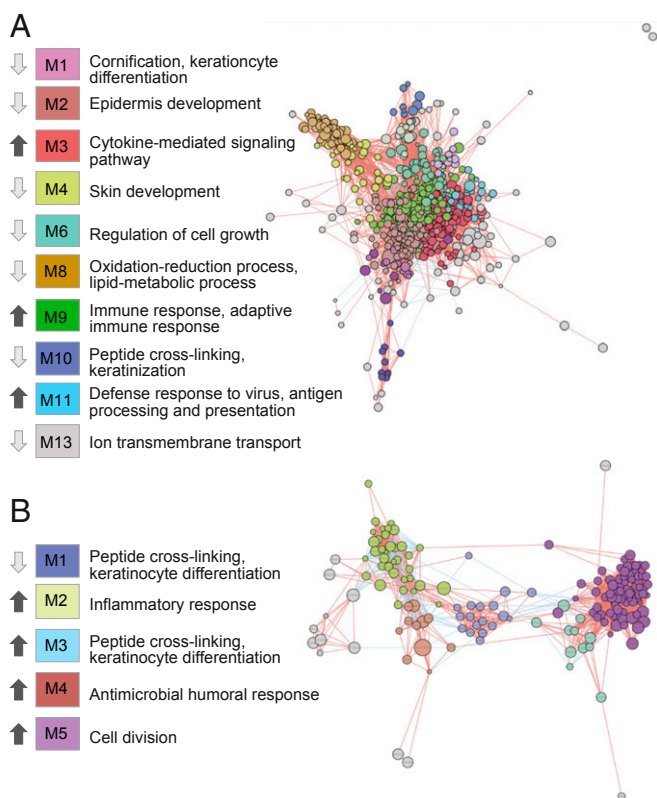 A
M1 Cornification, kerationcyte
differentiation
M2 Epidermis development
M3 Cytokine-mediated signaling
pathway
M4 Skin development
M6 Regulation of cell growth
M8 Oxidation-reduction process,
lipid-metabolic process
M9 Immune response, adaptive
immune response
M10 Peptide cross-linking,
keratinization
M11 Defense response to virus, antigen
processing and presentation
M13 Ion transmembrane transport
B
M1 Peptide cross-linking,
keratinocyte differentiation
M2 Inflammatory response
M3 Peptide cross-linking,
keratinocyte differentiation
M4 Antimicrobial humoral response
M5 Cell division